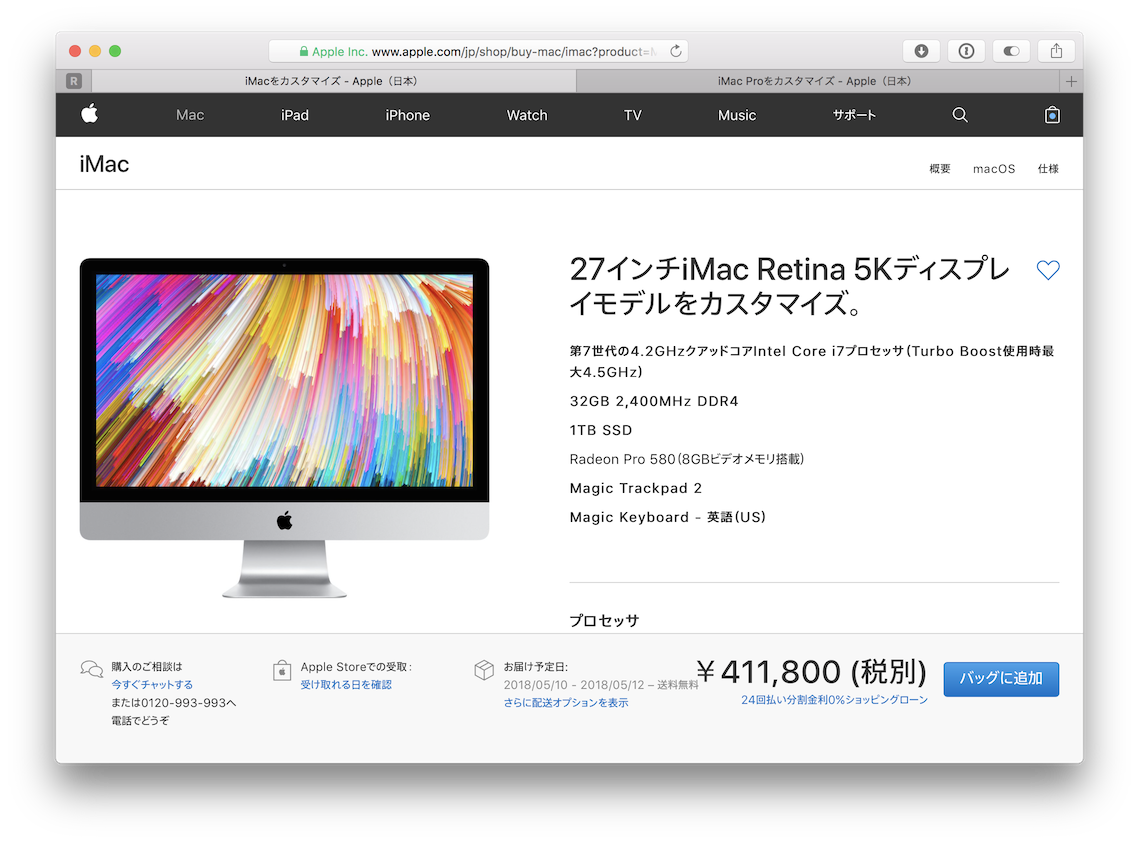 Apple Inc. www.apple.com/jp/shop/buy-mac/imac?product=
R
iMacをカスタマイズ - Apple（日本）
iMac Proをカスタマイズ - Apple（日本）
Mac
iPad
iPhone
Watch
TV
Music
サポート
iMac
概要
macOS
仕様
27インチiMac Retina 5Kディスプレ
イモデルをカスタマイズ。
第7世代の4.2GHzクアッドコアIntel Core i7プロセッサ（Turbo Boost使用時最
大4.5GHz）
32GB 2,400MHz DDR4
1TB SSD
Radeon Pro 580（8GBビデオメモリ搭載）
Magic Trackpad 2
Magic Keyboard - 英語（US）
プロセッサ
購入のご相談は
今すぐチャットする
または0120-993-993へ
電話でどうぞ
Apple Storeでの受取：
受け取れる日を確認
お届け予定日：
2018/05/10 - 2018/05/12 – 送料無料
さらに配送オプションを表示
¥411,800 (税別)
24回払い分割金利0%ショッピングローン
バッグに追加